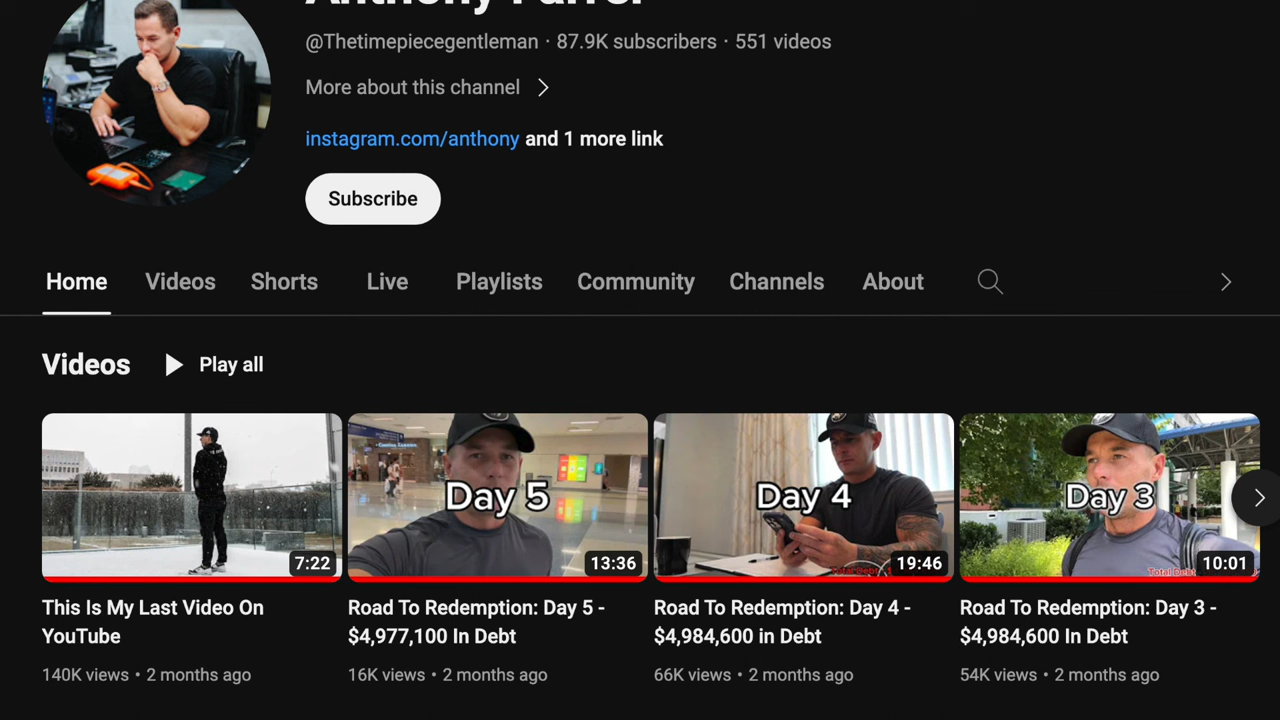 @Thetimepiecegentleman · 87.9K subscribers · 551 videos
More about this channel
instagram.com/anthony and 1 more link
Subscribe
Home Videos Shorts Live Playlists Community Channels About
Videos Play all
7:22
Day 5
13:36
Day 4
19:46
Day 3
Total Debt
10:01
This Is My Last Video On YouTube
140K views • 2 months ago
Road To Redemption: Day 5 - $4,977,100 In Debt
16K views • 2 months ago
Road To Redemption: Day 4 - $4,984,600 in Debt
66K views • 2 months ago
Road To Redemption: Day 3 - $4,984,600 In Debt
54K views • 2 months ago